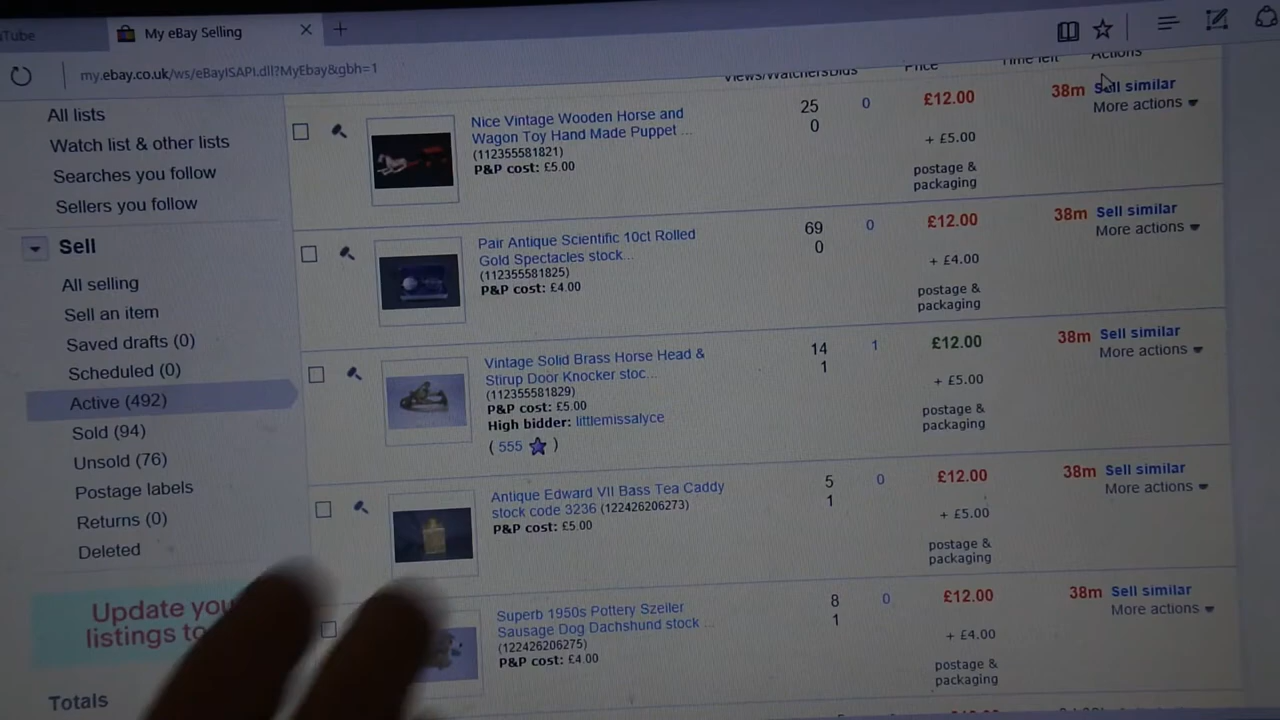 Tube
My eBay Selling
my.ebay.co.uk/ws/eBayISAPI.dll?MyEbay&gbh=1
All lists
Watch list & other lists
Searches you follow
Sellers you follow
Sell
All selling
Sell an item
Saved drafts (0)
Scheduled (0)
Active (492)
Sold (94)
Unsold (76)
Postage labels
Returns (0)
Deleted
Update you
listings to
Totals
Views/Watchers Bids Price Time left Actions
Nice Vintage Wooden Horse and
Wagon Toy Hand Made Puppet ...
(112355581821)
P&P cost: £5.00
25 0 £12.00 38m Sell similar
0 More actions
+ £5.00
postage &
packaging
Pair Antique Scientific 10ct Rolled
Gold Spectacles stock...
(112355581825)
P&P cost: £4.00
69 0 £12.00 38m Sell similar
0 More actions
+ £4.00
postage &
packaging
Vintage Solid Brass Horse Head &
Stirup Door Knocker stoc...
(112355581829)
P&P cost: £5.00
High bidder: littlemissalyce
( 555 )
14 1 £12.00 38m Sell similar
1 More actions
+ £5.00
postage &
packaging
Antique Edward VII Bass Tea Caddy
stock code 3236 (122426206273)
P&P cost: £5.00
5 0 £12.00 38m Sell similar
1 More actions
+ £5.00
postage &
packaging
Superb 1950s Pottery Szeiler
Sausage Dog Dachshund stock ...
(122426206275)
P&P cost: £4.00
8 0 £12.00 38m Sell similar
1 More actions
+ £4.00
postage &
packaging